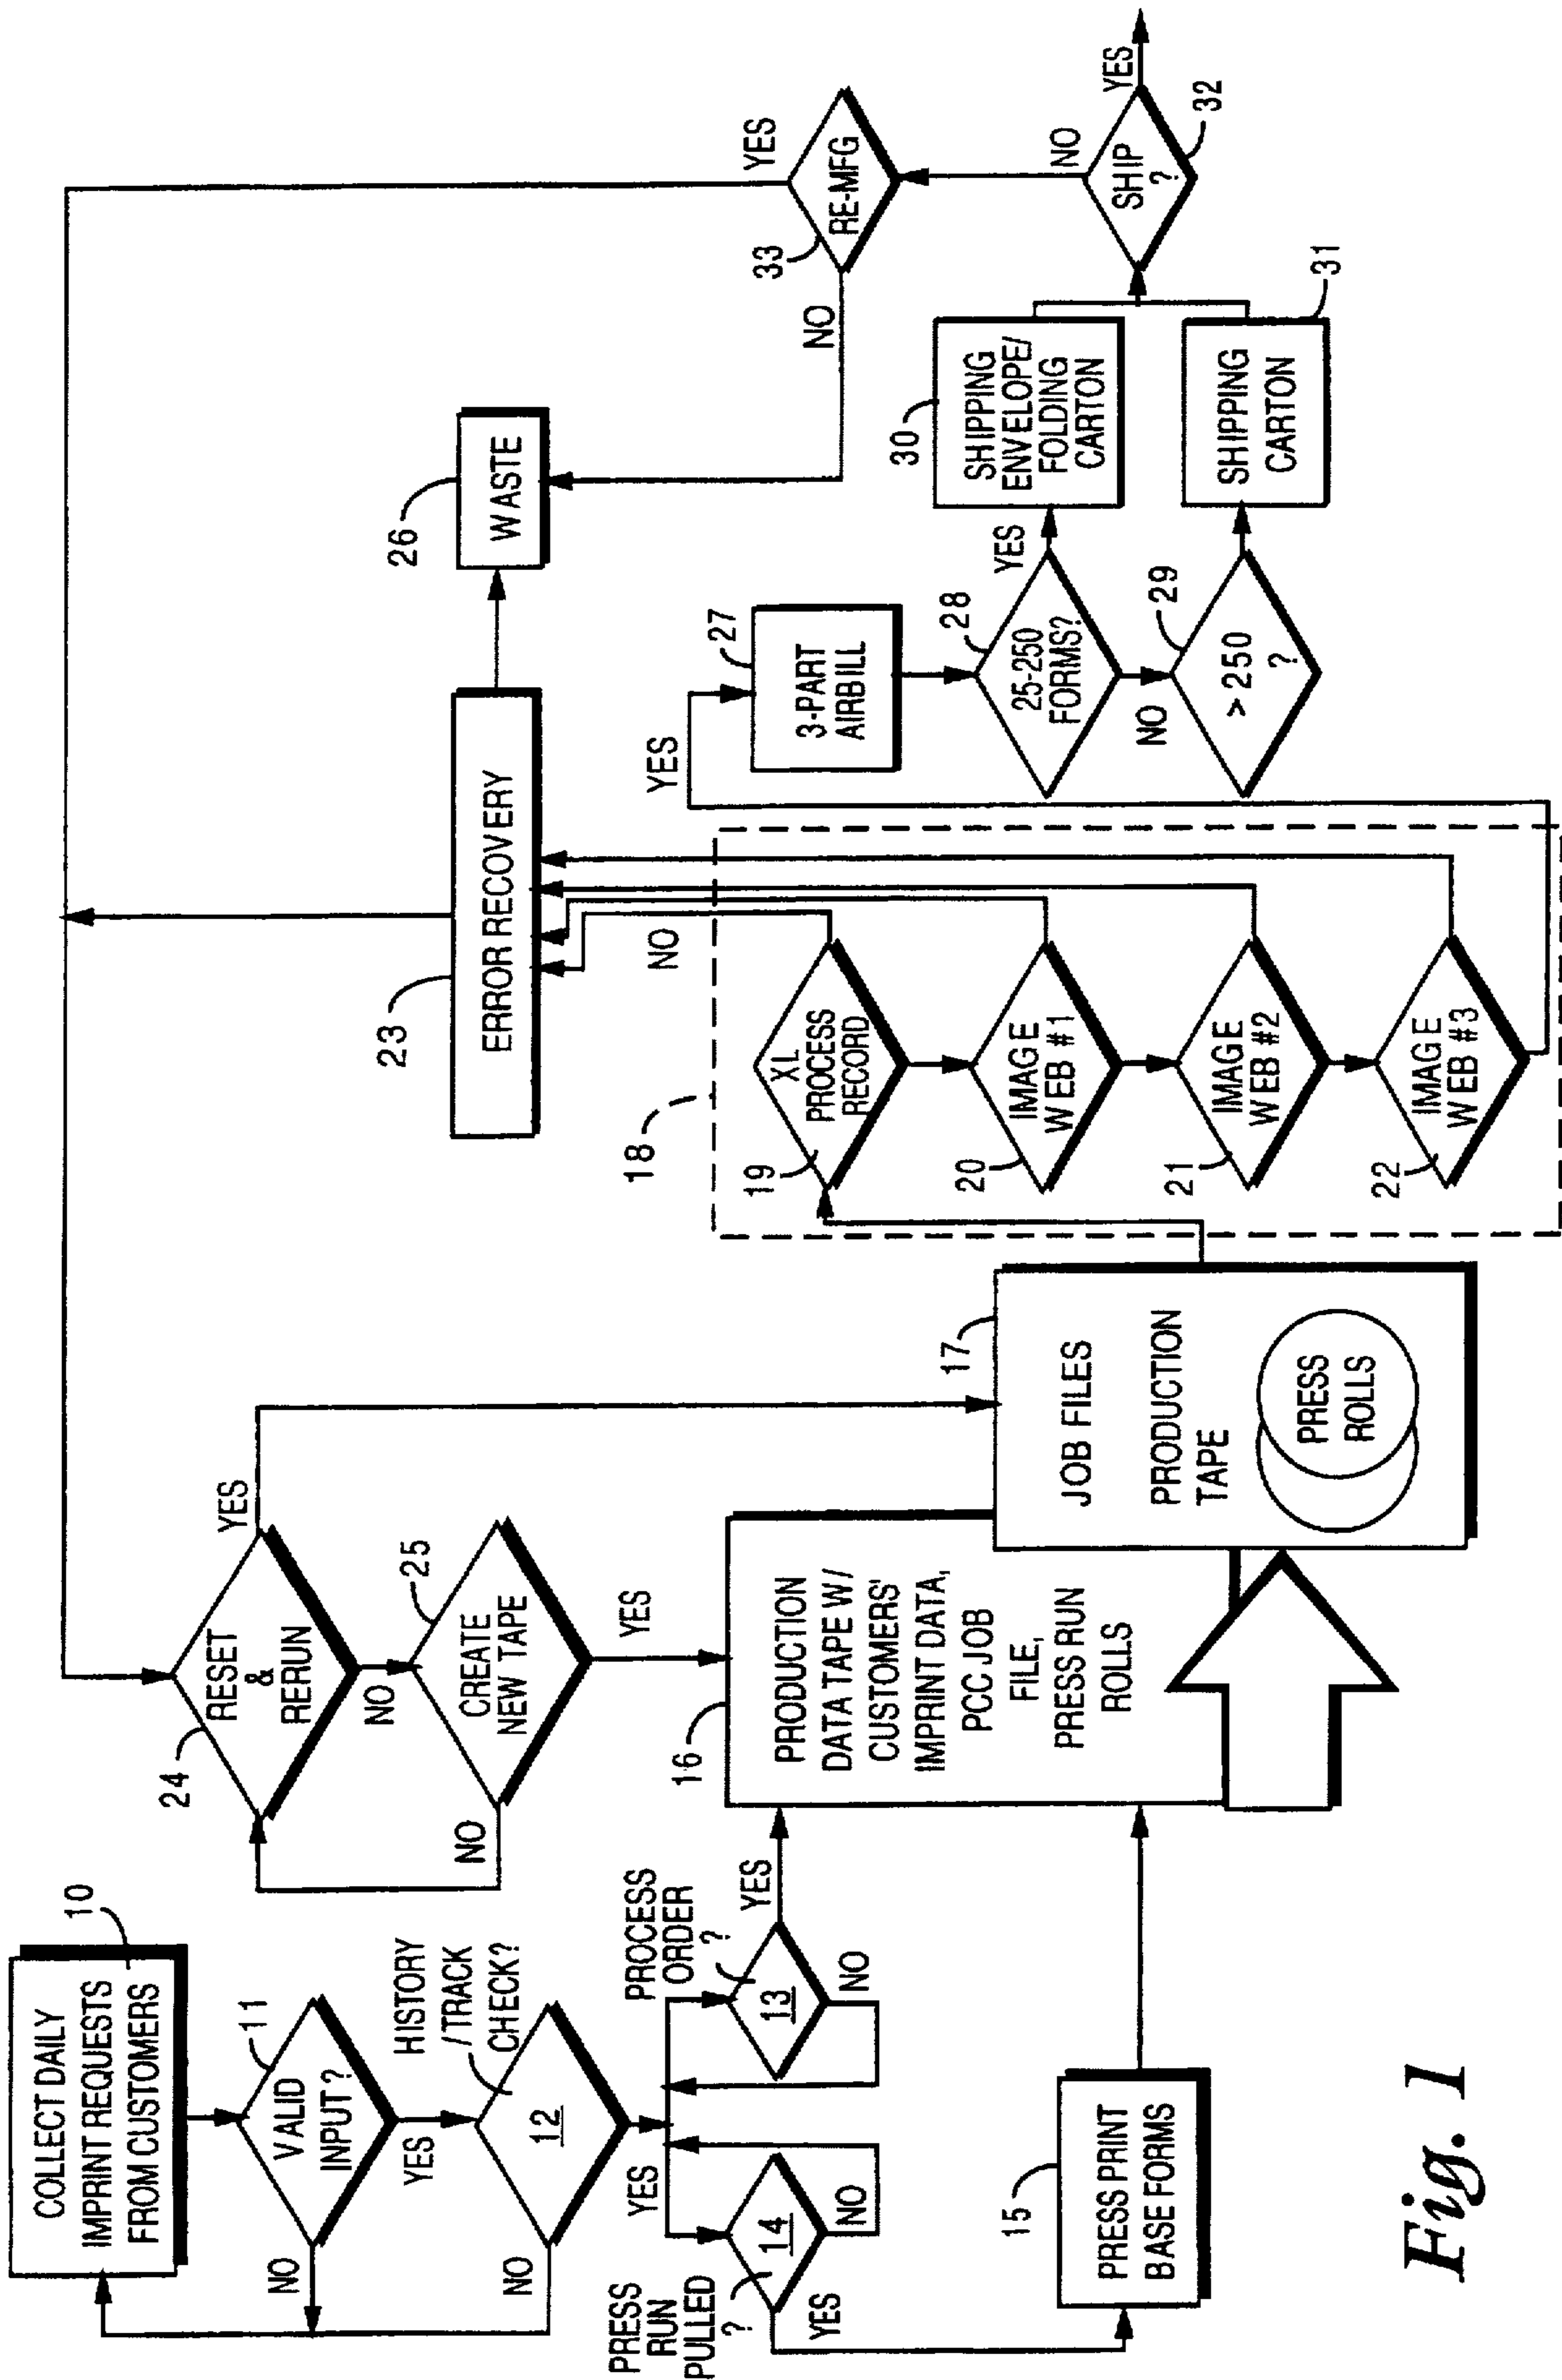 COLLECT DAILY
IMPRINT REQUESTS
FROM CUSTOMERS
10
VALID
INPUT?
11
NO
YES
HISTORY
/TRACK
CHECK?
12
NO
YES
PRESS
RUN
PULLED
?
14
NO
YES
PROCESS
ORDER
?
13
YES
NO
15
PRESS PRINT
BASE FORMS
24
RESET
&
RERUN
YES
NO
25
CREATE
NEW TAPE
NO
YES
16
PRODUCTION
DATA TAPE W/
CUSTOMERS'
IMPRINT DATA,
PCC JOB
FILE,
PRESS RUN
ROLLS
17
JOB FILES
PRODUCTION
TAPE
PRESS
ROLLS
18
19
XL
PROCESS
RECORD
NO
20
IMAGE
WEB #1
21
IMAGE
WEB #2
22
IMAGE
WEB #3
23
ERROR RECOVERY
26
WASTE
YES
27
3-PART
AIRBILL
28
25-250
FORMS?
YES
NO
29
>250
?
30
SHIPPING
ENVELOPE/
FOLDING
CARTON
31
SHIPPING
CARTON
32
SHIP
?
YES
NO
33
RE-MFG
YES
NO
Fig. 1